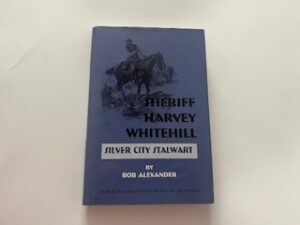 SHERIFF
HARVEY
WHITEHILL
SILVER CITY STALWART
BY
BOB ALEXANDER